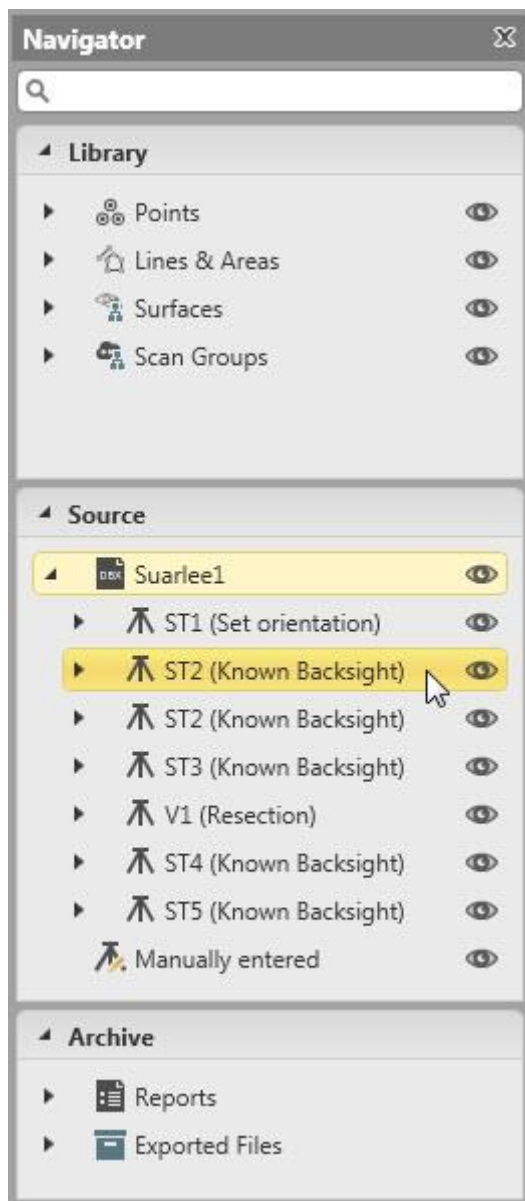 Navigator
Library
Points
Lines & Areas
Surfaces
Scan Groups
Source
DBX Suarlee1
ST1 (Set orientation)
ST2 (Known Backsight)
ST2 (Known Backsight)
ST3 (Known Backsight)
V1 (Resection)
ST4 (Known Backsight)
ST5 (Known Backsight)
Manually entered
Archive
Reports
Exported Files